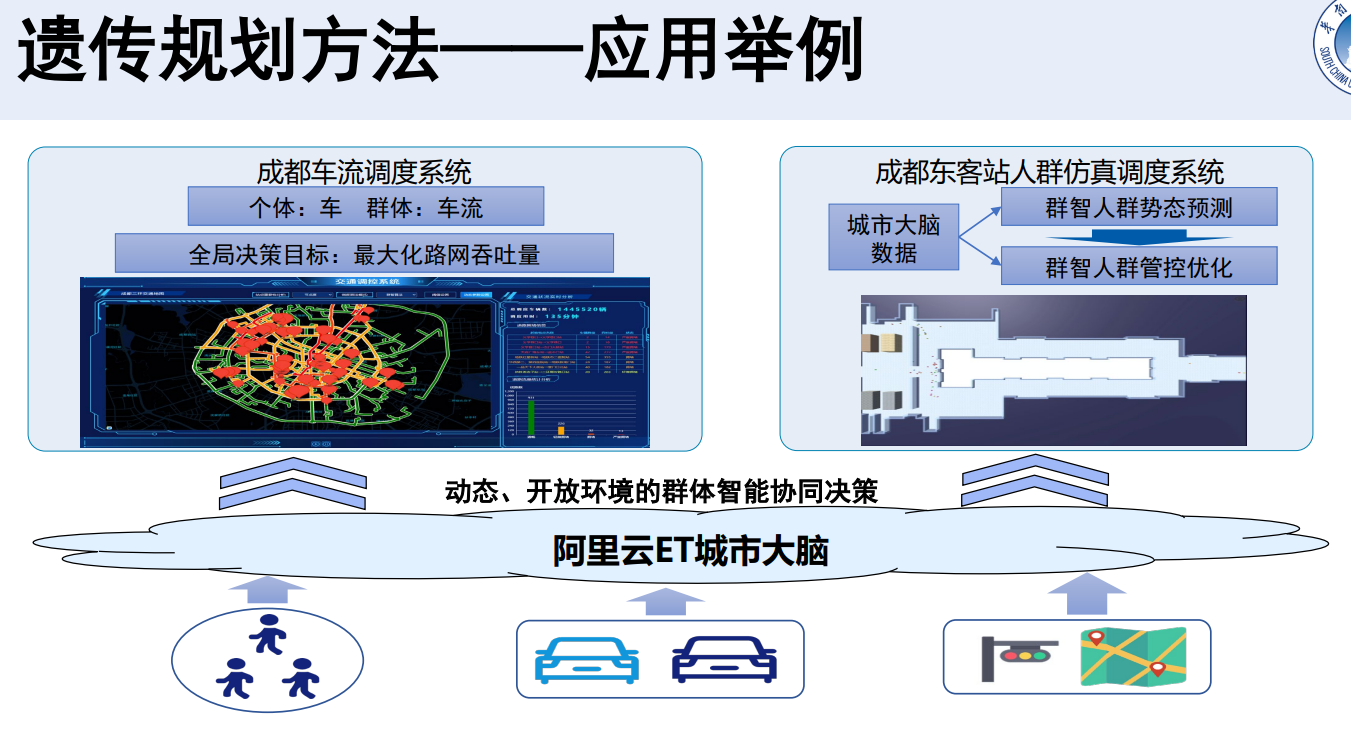 遗传规划方法——应用举例
SOUTH CHINA
成都车流调度系统
个体：车 群体：车流
全局决策目标：最大化路网吞吐量
交通调控系统
成都东客站人群仿真调度系统
城市大脑
数据
群智人群势态预测
群智人群管控优化
动态、开放环境的群体智能协同决策
阿里云ET城市大脑